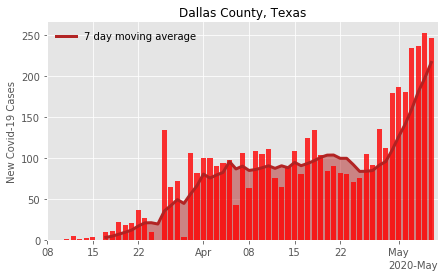 Dallas County, Texas
7 day moving average
New Covid-19 Cases
250
200
150
100
50
0
08 15 22 Apr 08 15 22 May
2020-May